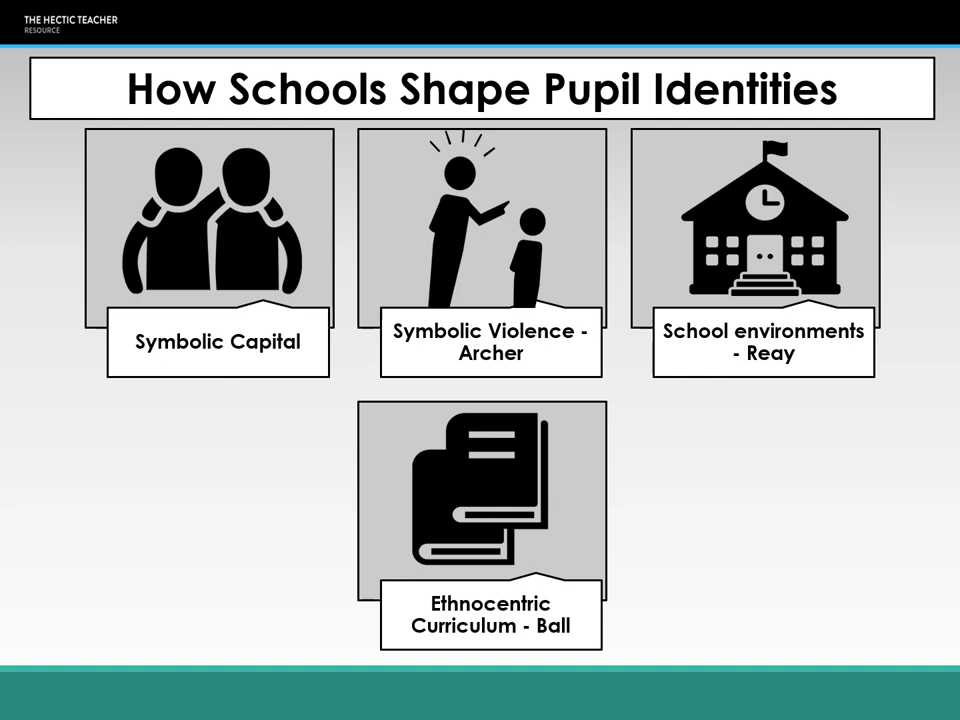 THE HECTIC TEACHER
RESOURCE
How Schools Shape Pupil Identities
Symbolic Capital
Symbolic Violence -
Archer
School environments
- Reay
Ethnocentric
Curriculum - Ball